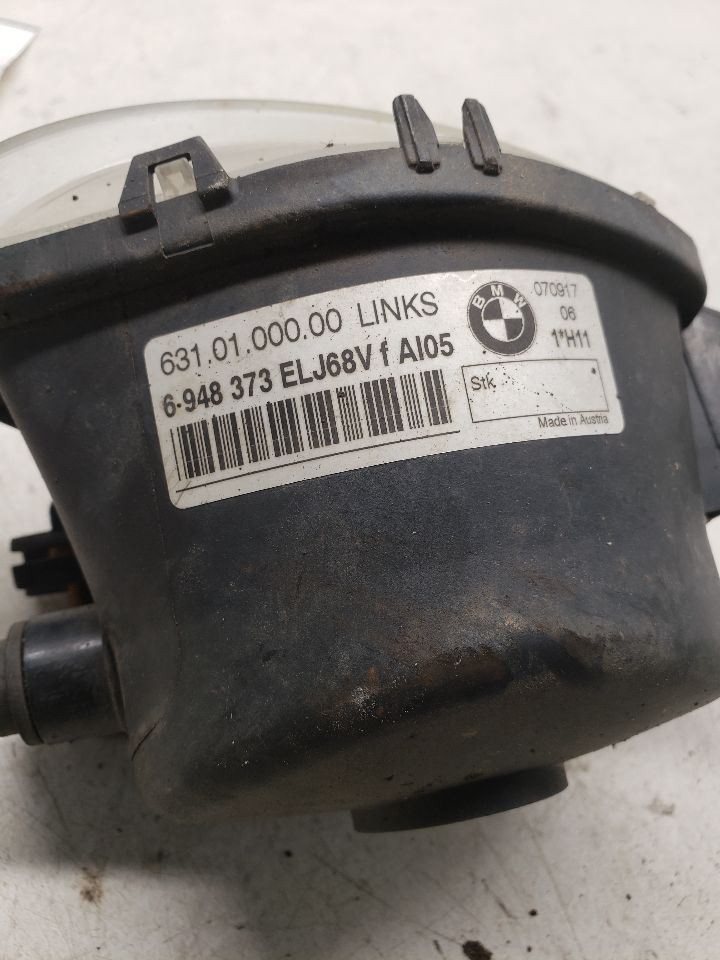 631.01.000.00 LINKS
6-948 373 ELJ68V f AI05
BMW
070917
06
1*H11
Stk
Made in Austria